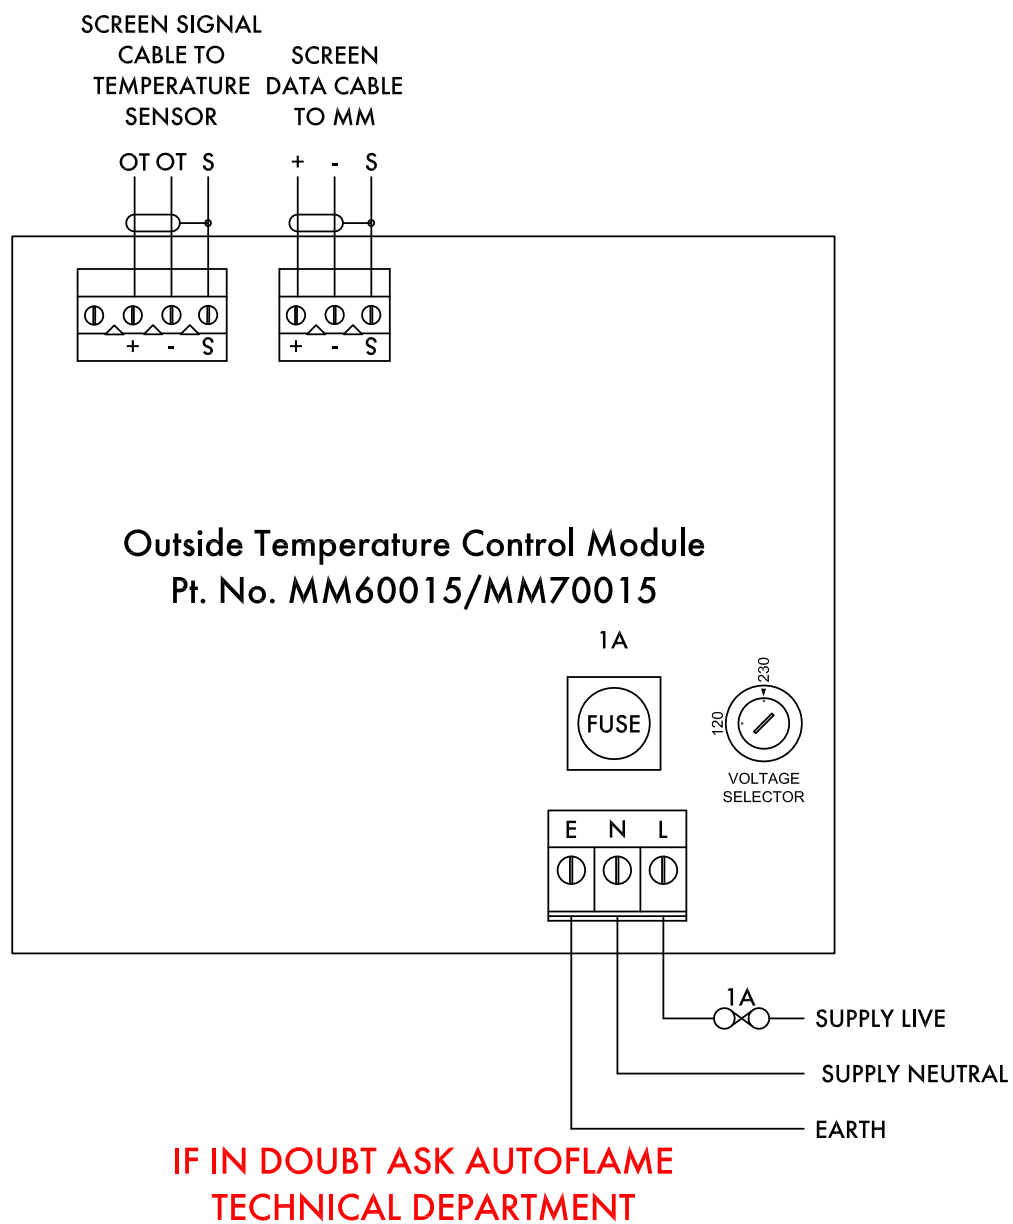 SCREEN SIGNAL
CABLE TO
TEMPERATURE
SENSOR
SCREEN
DATA CABLE
TO MM
OT OT S
+ - S
+ - S
+ - S
Outside Temperature Control Module
Pt. No. MM60015/MM70015
1A
FUSE
230
120
VOLTAGE
SELECTOR
E N L
1A
SUPPLY LIVE
SUPPLY NEUTRAL
EARTH
IF IN DOUBT ASK AUTOFLAME
TECHNICAL DEPARTMENT